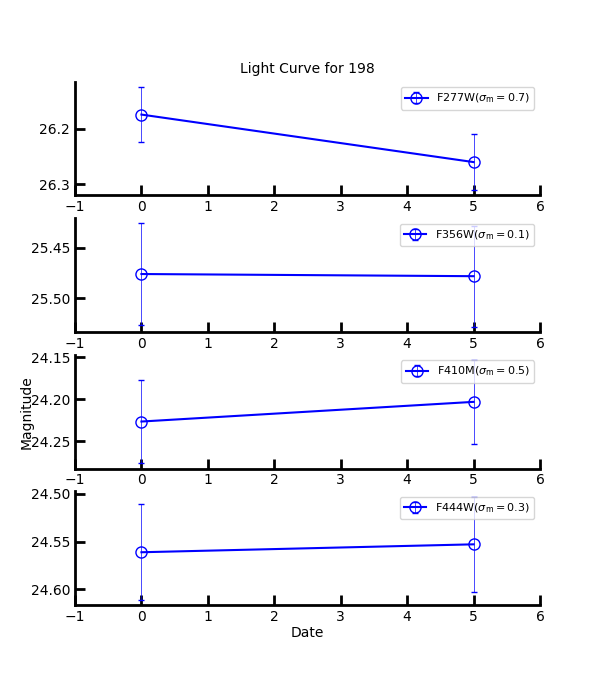 Light Curve for 198
F277W(σm = 0.7)
26.2
26.3
−1 0 1 2 3 4 5 6
F356W(σm = 0.1)
25.45
25.50
−1 0 1 2 3 4 5 6
24.15
F410M(σm = 0.5)
24.20
24.25
Magnitude
−1 0 1 2 3 4 5 6
24.50
F444W(σm = 0.3)
24.55
24.60
−1 0 1 2 3 4 5 6
Date